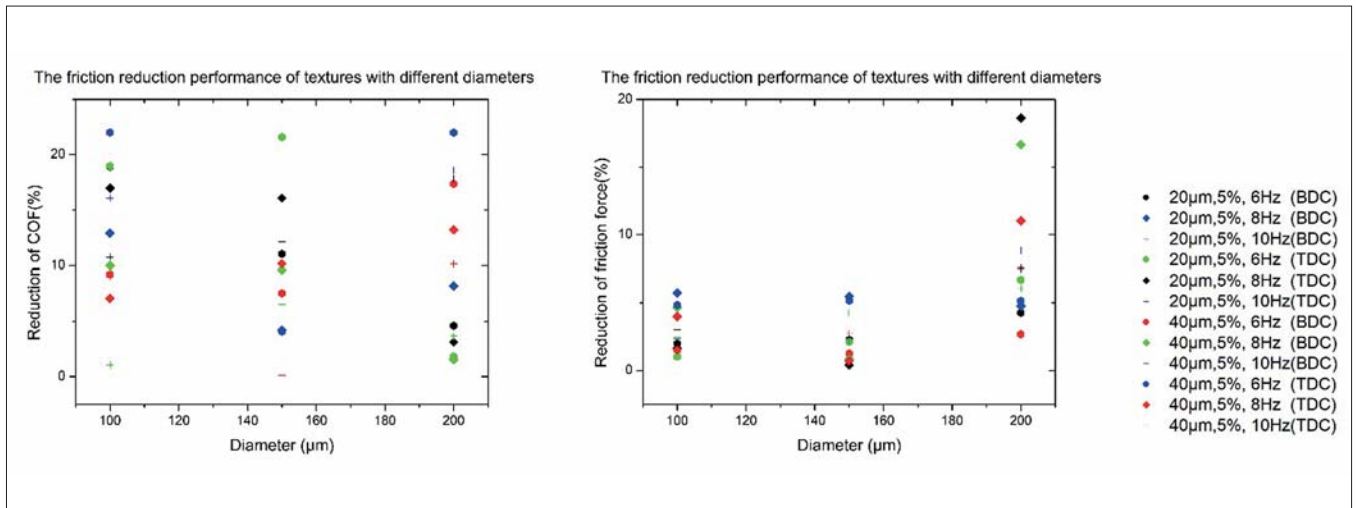 The friction reduction performance of textures with different diameters
20
10
0
Reduction of COF(%)
100 120 140 160 180 200
Diameter (μm)
The friction reduction performance of textures with different diameters
20
10
0
Reduction of friction force(%)
100 120 140 160 180 200
Diameter (μm)
20μm,5%, 6Hz (BDC)
20μm,5%, 8Hz (BDC)
20μm,5%, 10Hz(BDC)
20μm,5%, 6Hz (TDC)
20μm,5%, 8Hz (TDC)
20μm,5%, 10Hz(TDC)
40μm,5%, 6Hz (BDC)
40μm,5%, 8Hz (BDC)
40μm,5%, 10Hz(BDC)
40μm,5%, 6Hz (TDC)
40μm,5%, 8Hz (TDC)
40μm,5%, 10Hz(TDC)